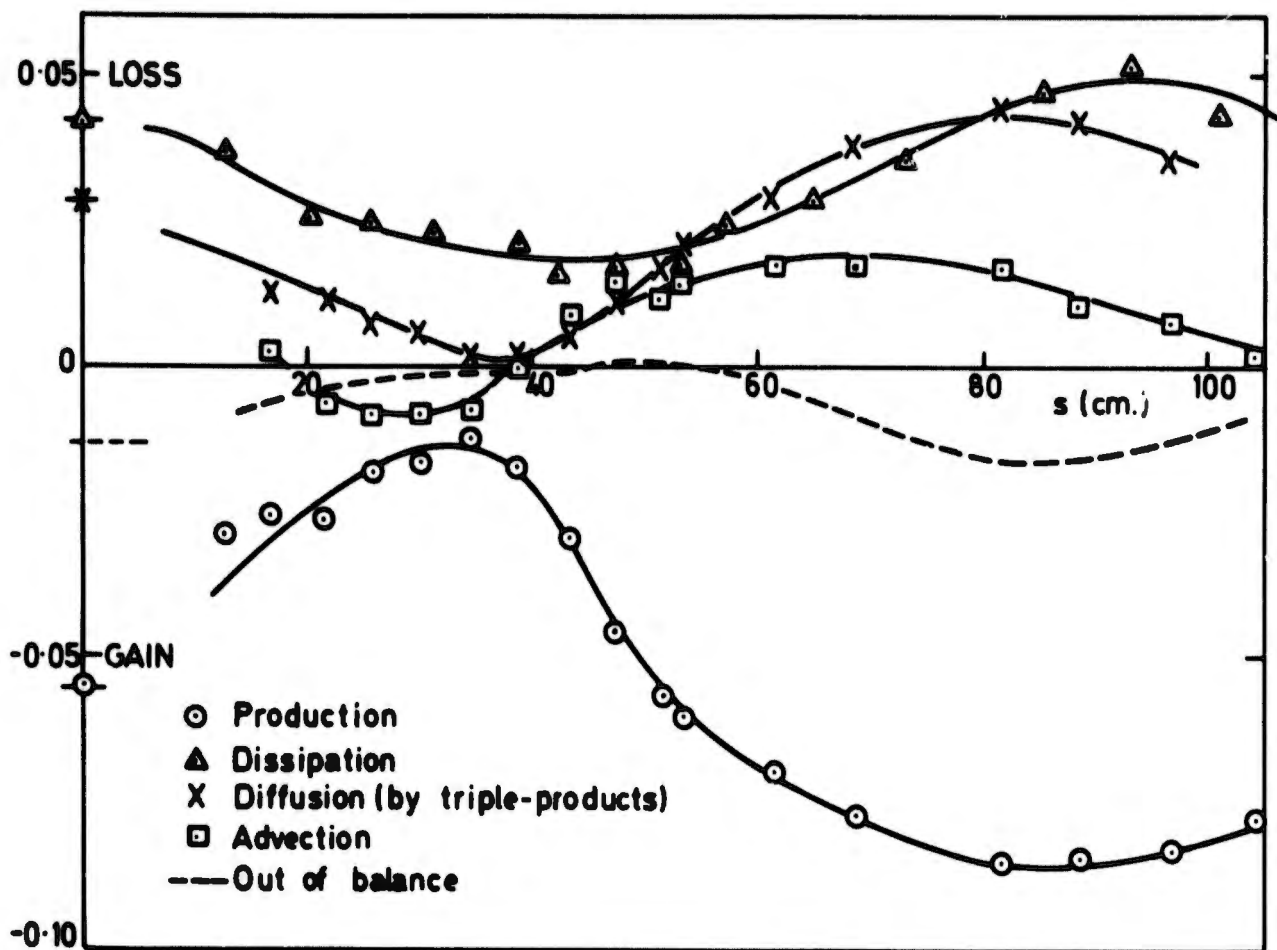 0·05 LOSS
0
20
40
60
80
100
s (cm.)
-0·05 GAIN
Production
Dissipation
X Diffusion (by triple-products)
Advection
---- Out of balance
-0·10